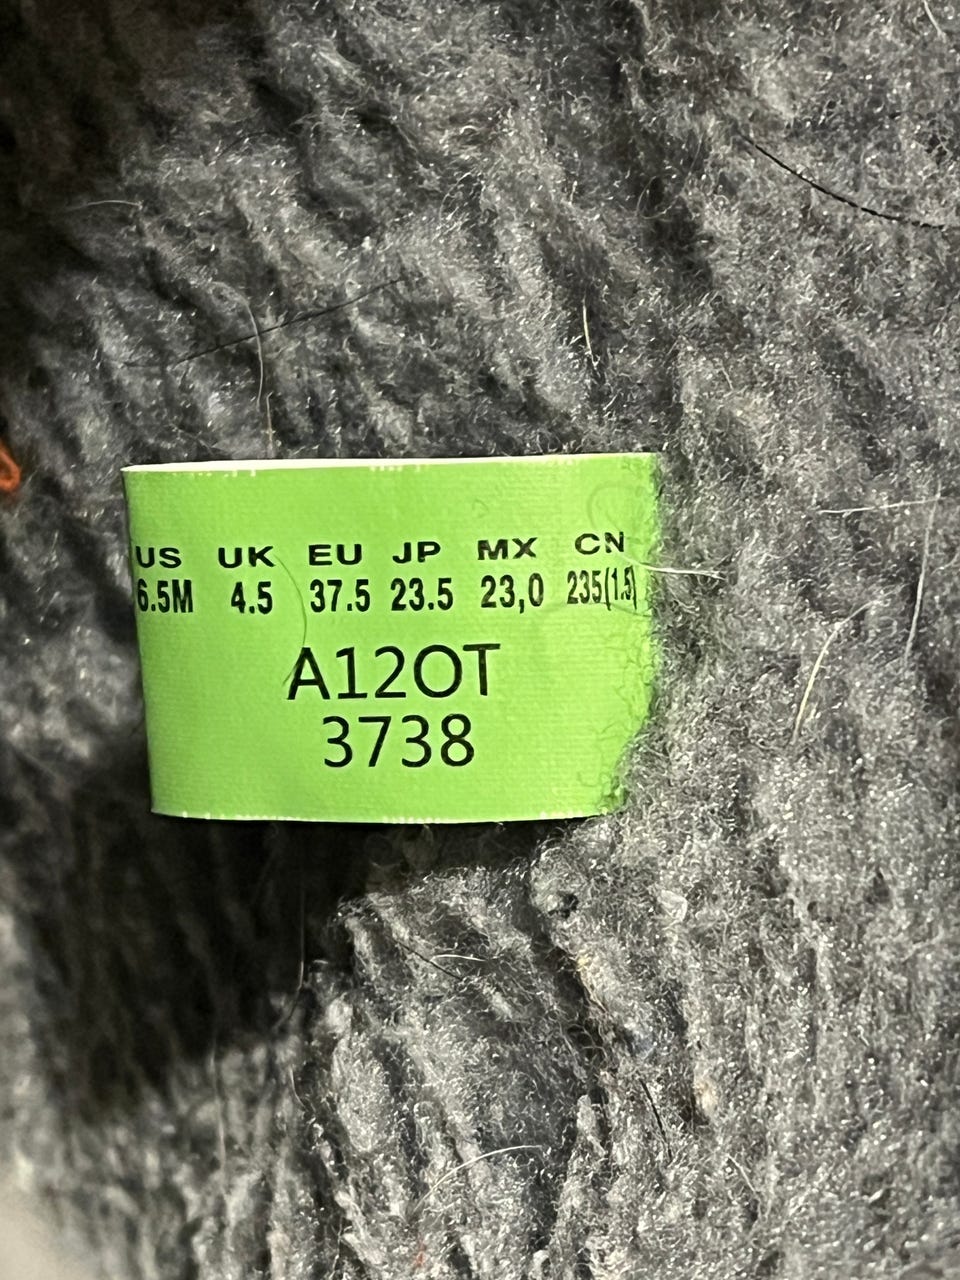 US UK EU JP MX CN
6.5M 4.5 37.5 23.5 23,0 235(1.5)
A12OT
3738